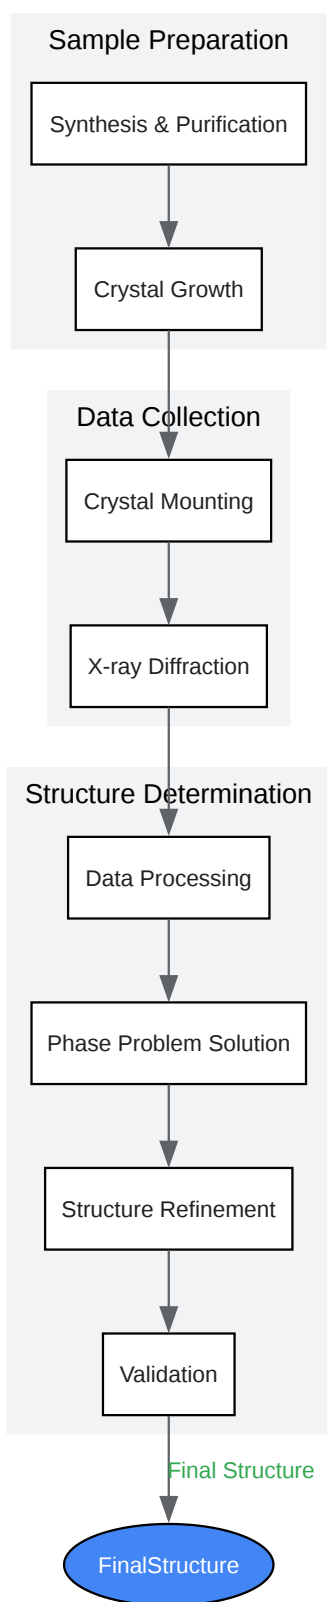 Sample Preparation
Synthesis & Purification
Crystal Growth
Data Collection
Crystal Mounting
X-ray Diffraction
Structure Determination
Data Processing
Phase Problem Solution
Structure Refinement
Validation
Final Structure
FinalStructure